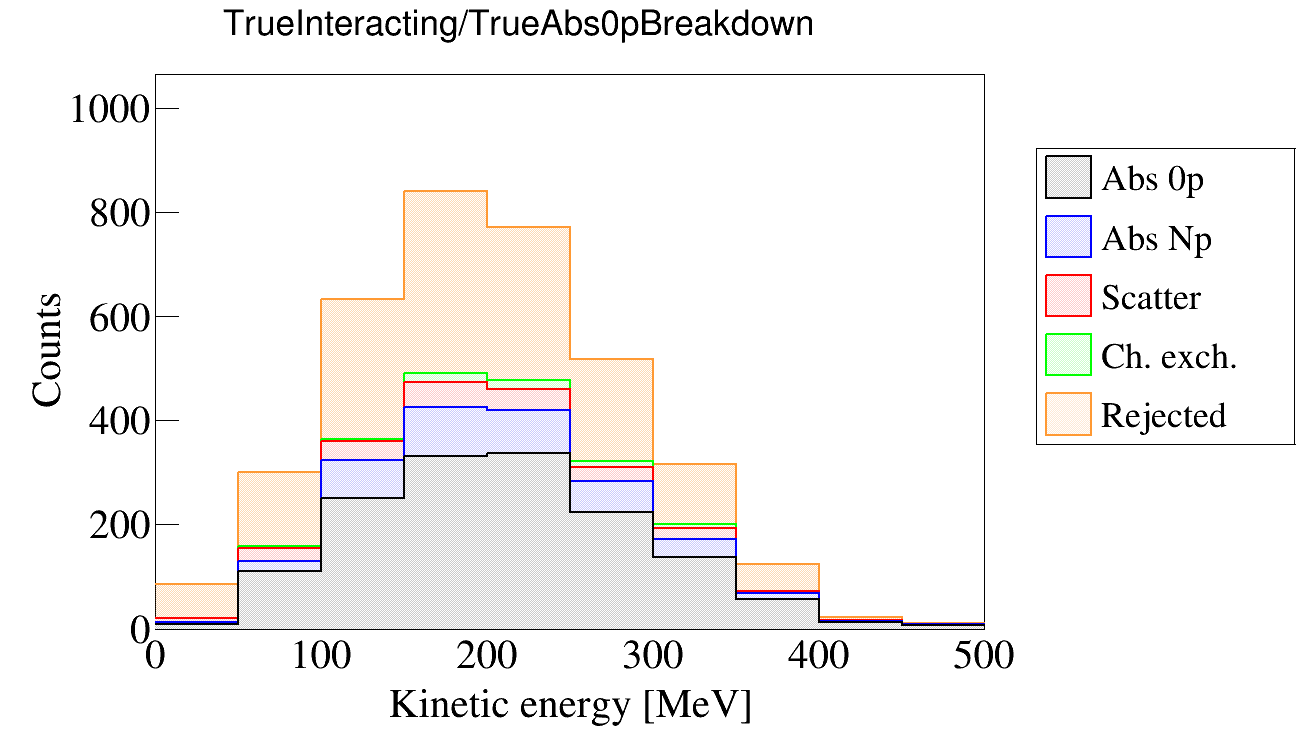 TrueInteracting/TrueAbs0pBreakdown
1000
800
600
400
200
0
Counts
0 100 200 300 400 500
Kinetic energy [MeV]
Abs 0p
Abs Np
Scatter
Ch. exch.
Rejected